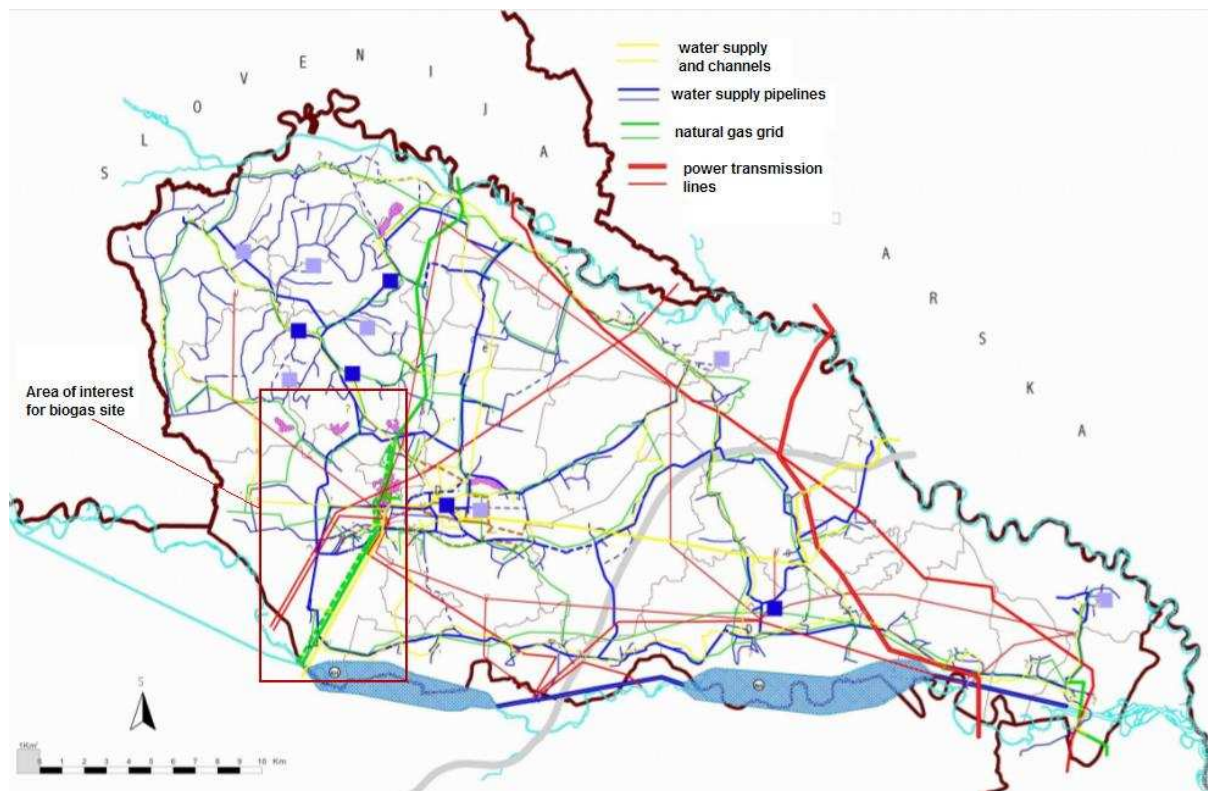 S L O V E N I J A
water supply
and channels
water supply pipelines
natural gas grid
power transmission
lines
A R S K A
Area of interest
for biogas site
S
1Km²
0 1 2 3 4 5 6 7 8 9 10 Km